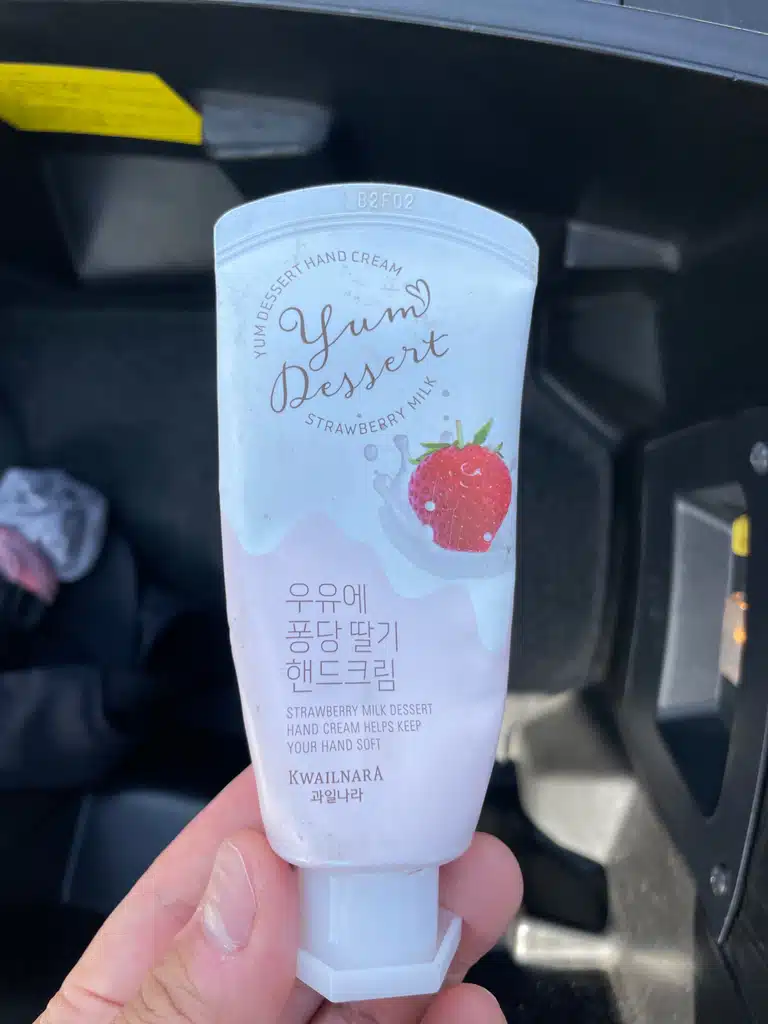 B2F02
YUM DESSERT HAND CREAM
Yum
Dessert
STRAWBERRY MILK
우유에
퐁당 딸기
핸드크림
STRAWBERRY MILK DESSERT
HAND CREAM HELPS KEEP
YOUR HAND SOFT
KWAILNARA
과일나라